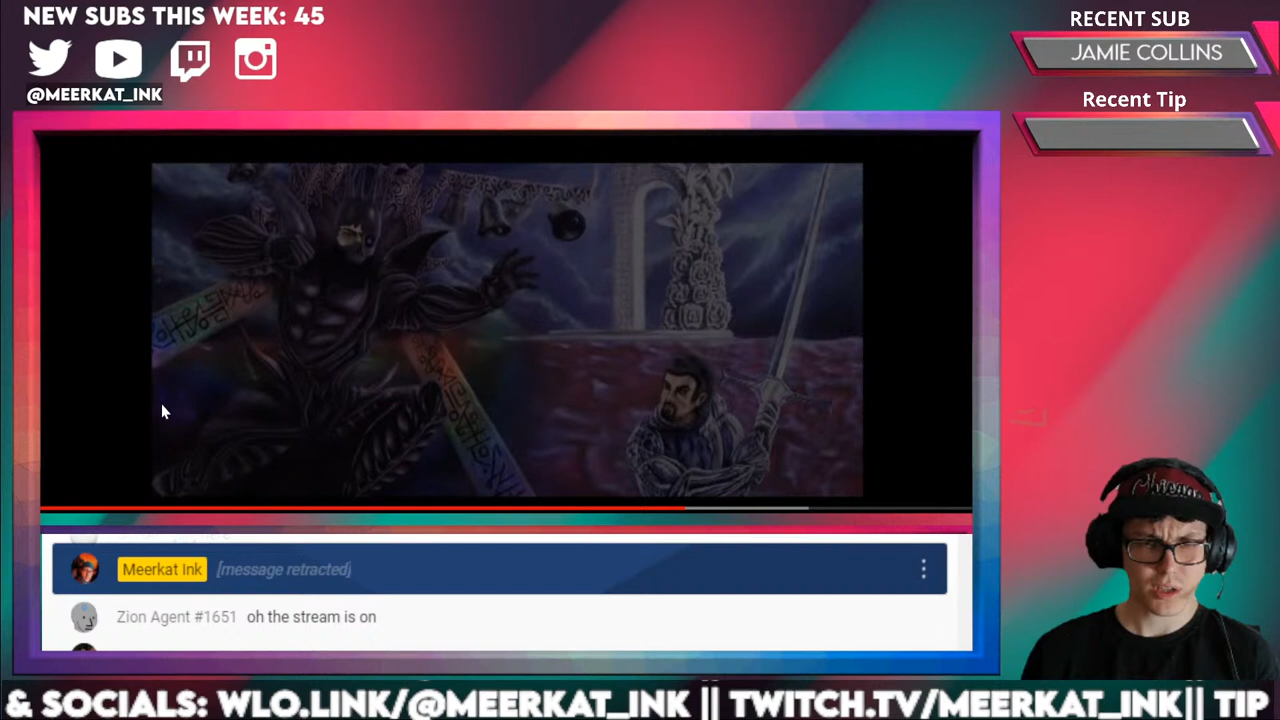 NEW SUBS THIS WEEK: 45
@MEERKAT_INK
RECENT SUB
JAMIE COLLINS
Recent Tip
Chicago
Meerkat Ink [message retracted]
Zion Agent #1651 oh the stream is on
& SOCIALS: WLO.LINK/@MEERKAT_INK || TWITCH.TV/MEERKAT_INK|| TIP